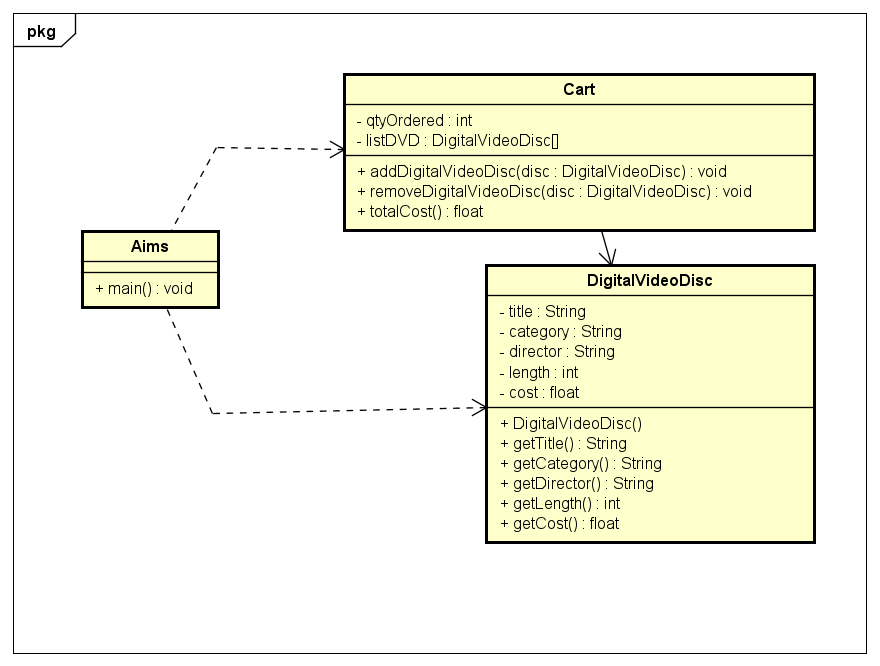 pkg
Cart
- qtyOrdered : int
- listDVD : DigitalVideoDisc[]
+ addDigitalVideoDisc(disc : DigitalVideoDisc) : void
+ removeDigitalVideoDisc(disc : DigitalVideoDisc) : void
+ totalCost() : float
Aims
+ main() : void
DigitalVideoDisc
- title : String
- category : String
- director : String
- length : int
- cost : float
+ DigitalVideoDisc()
+ getTitle() : String
+ getCategory() : String
+ getDirector() : String
+ getLength() : int
+ getCost() : float